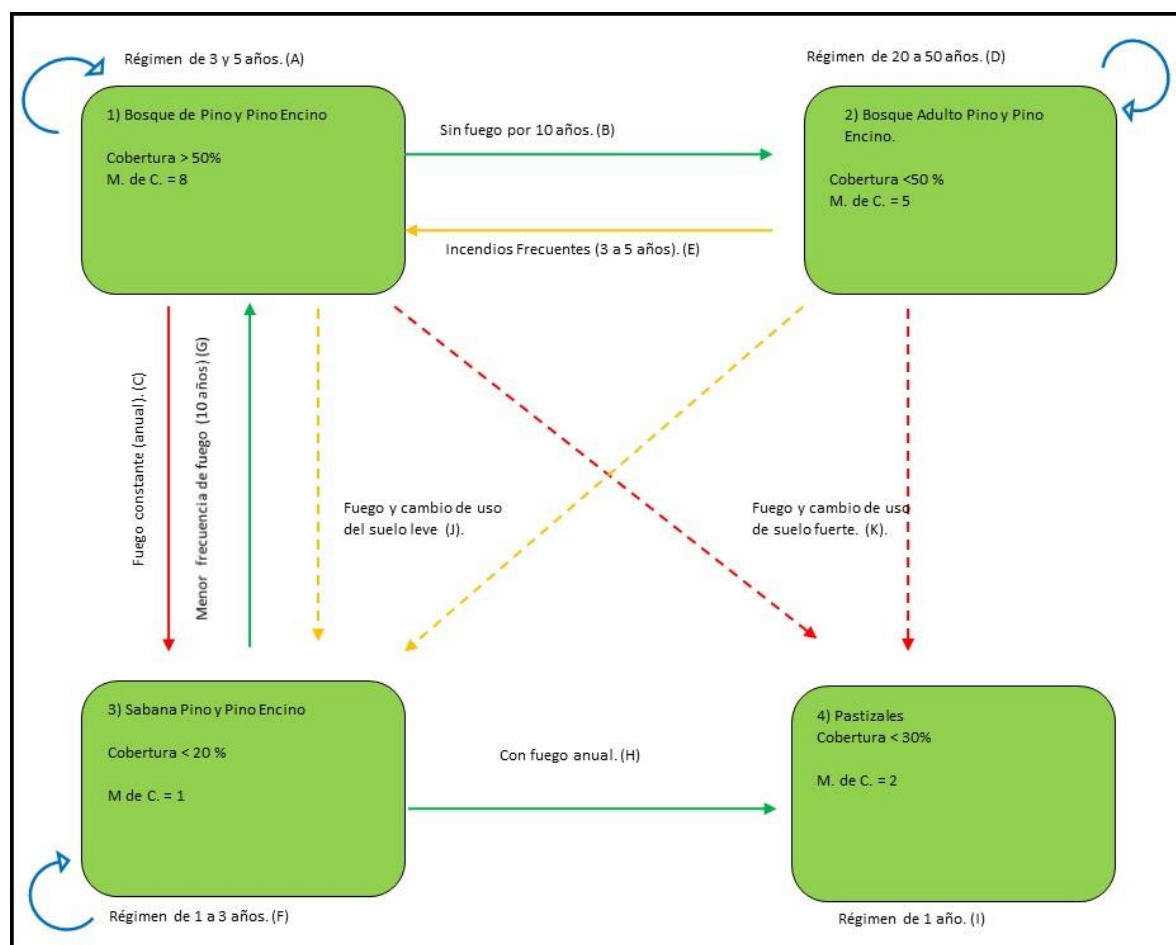 Régimen de 3 y 5 años. (A)
Régimen de 20 a 50 años. (D)
1) Bosque de Pino y Pino Encino
Cobertura > 50%
M. de C. = 8
Sin fuego por 10 años. (B)
2) Bosque Adulto Pino y Pino
Encino.
Cobertura <50 %
M. de C. = 5
Incendios Frecuentes (3 a 5 años). (E)
Fuego constante (anual). (C)
Menor frecuencia de fuego (10 años) (G)
Fuego y cambio de uso
del suelo leve (J).
Fuego y cambio de uso
de suelo fuerte. (K).
3) Sabana Pino y Pino Encino
Cobertura < 20 %
M de C. = 1
Con fuego anual. (H)
4) Pastizales
Cobertura < 30%
M. de C. = 2
Régimen de 1 a 3 años. (F)
Régimen de 1 año. (I)